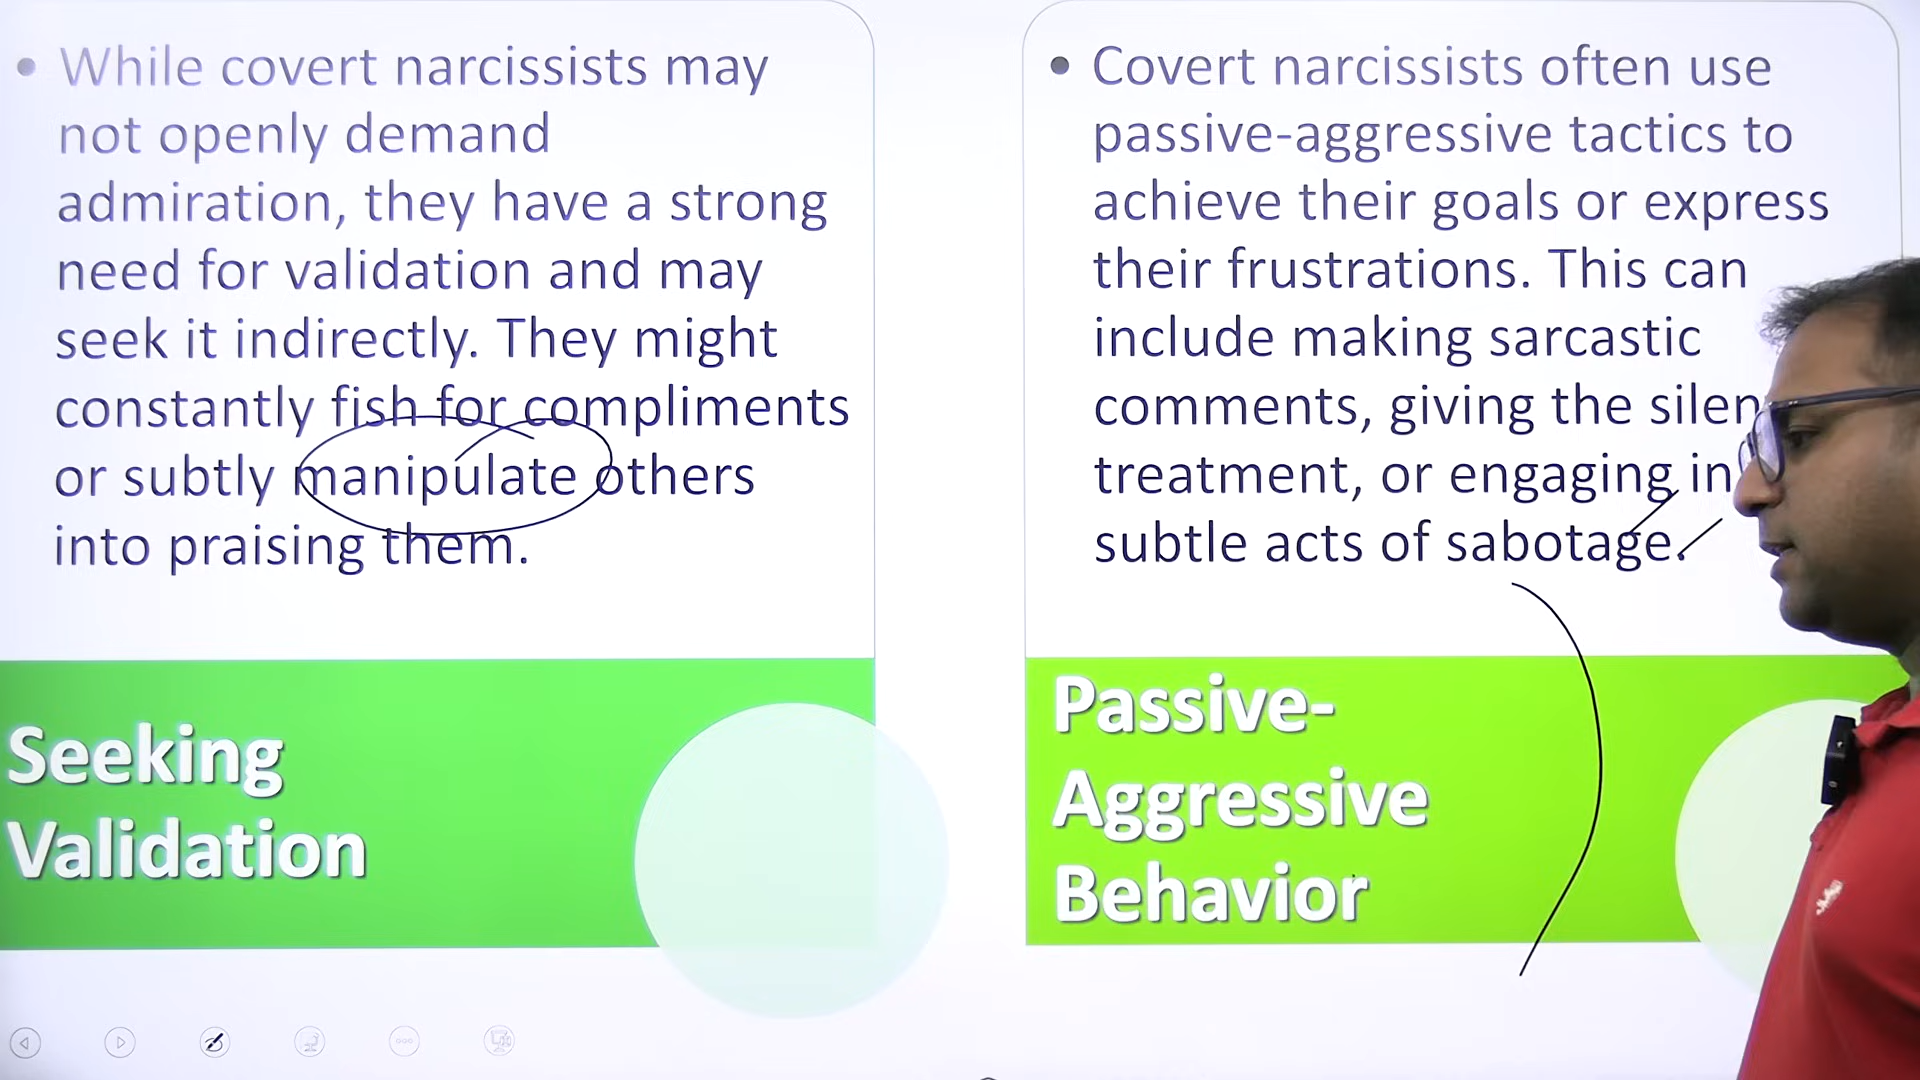 • While covert narcissists may
not openly demand
admiration, they have a strong
need for validation and may
seek it indirectly. They might
constantly fish for compliments
or subtly manipulate others
into praising them.
Seeking
Validation
• Covert narcissists often use
passive-aggressive tactics to
achieve their goals or express
their frustrations. This can
include making sarcastic
comments, giving the silen
treatment, or engaging in
subtle acts of sabotage.
Passive-
Aggressive
Behavior